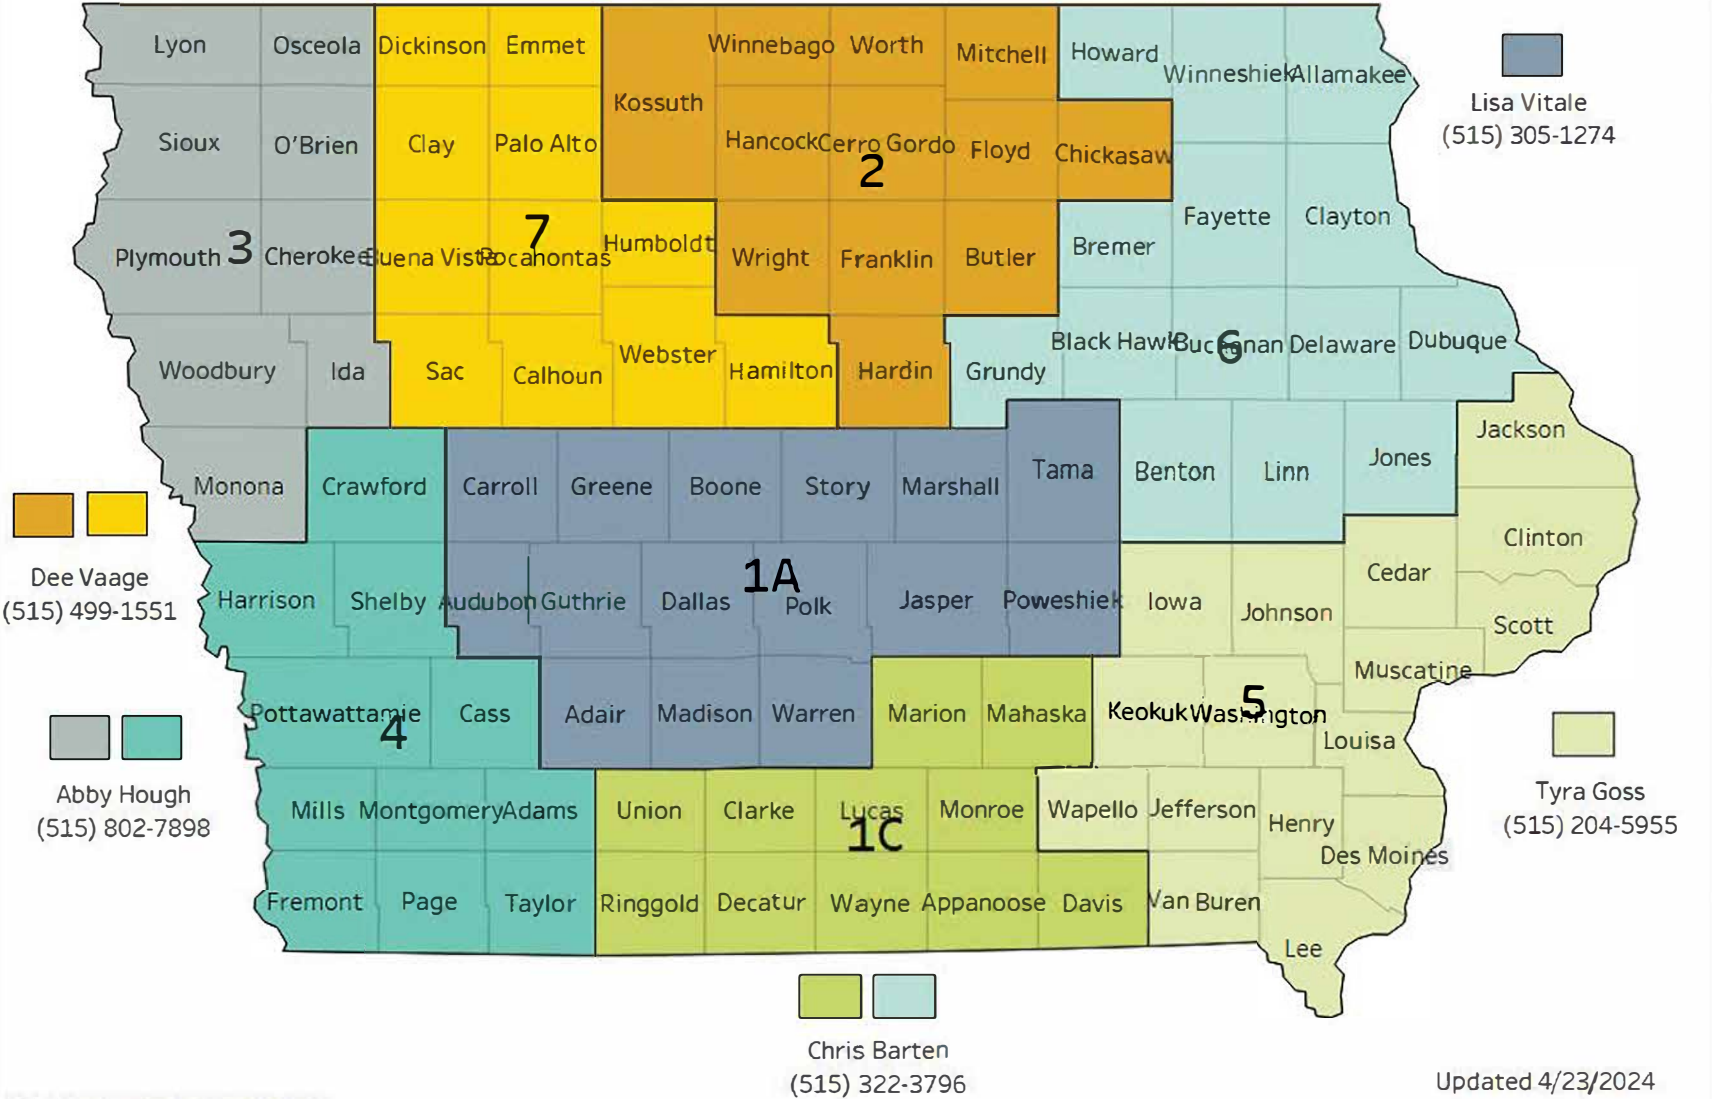 Lyon Osceola Dickinson Emmet Winnebago Worth Mitchell Howard
Winneshiek Allamakee
Kossuth
Lisa Vitale
(515) 305-1274
Sioux O'Brien Clay Palo Alto Hancock Cerro Gordo Floyd Chickasaw
2
Fayette Clayton
7
Plymouth 3 Cherokee Buena Vista Pocahontas Humboldt Wright Franklin Butler Bremer
Black Hawk Buchanan Delaware Dubuque
6
Woodbury Ida Sac Calhoun Webster Hamilton Hardin Grundy
Jackson
Monona Crawford Carroll Greene Boone Story Marshall Tama Benton Linn Jones
Clinton
Dee Vaage
(515) 499-1551
1A
Cedar
Harrison Shelby Audubon Guthrie Dallas Polk Jasper Poweshiek Iowa Johnson
Scott
Muscatine
Pottawattamie Cass Adair Madison Warren Marion Mahaska Keokuk Washington
4
5
Louisa
Abby Hough
(515) 802-7898
Tyra Goss
(515) 204-5955
Mills Montgomery Adams Union Clarke Lucas Monroe Wapello Jefferson Henry
1C
Des Moines
Fremont Page Taylor Ringgold Decatur Wayne Appanoose Davis Van Buren
Lee
Chris Barten
(515) 322-3796
Updated 4/23/2024